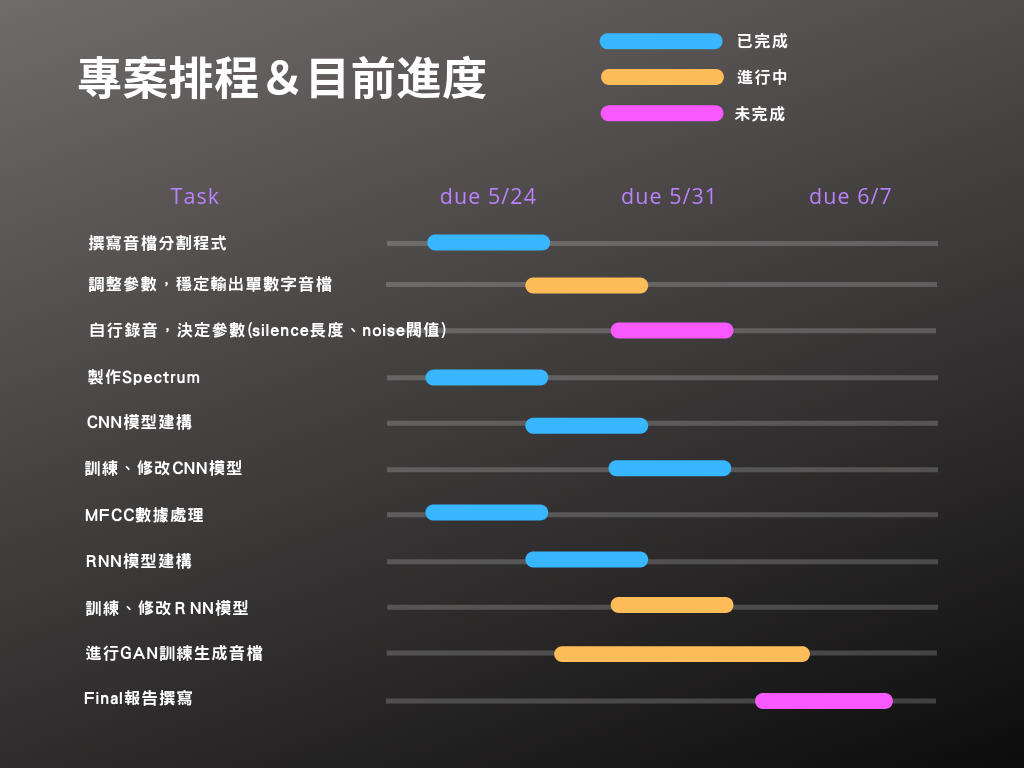 專案排程＆目前進度
已完成
進行中
未完成
Task due 5/24 due 5/31 due 6/7
撰寫音檔分割程式
調整參數，穩定輸出單數字音檔
自行錄音，決定參數(silence長度、noise閥值)
製作Spectrum
CNN模型建構
訓練、修改CNN模型
MFCC數據處理
RNN模型建構
訓練、修改ＲNN模型
進行GAN訓練生成音檔
Final報告撰寫